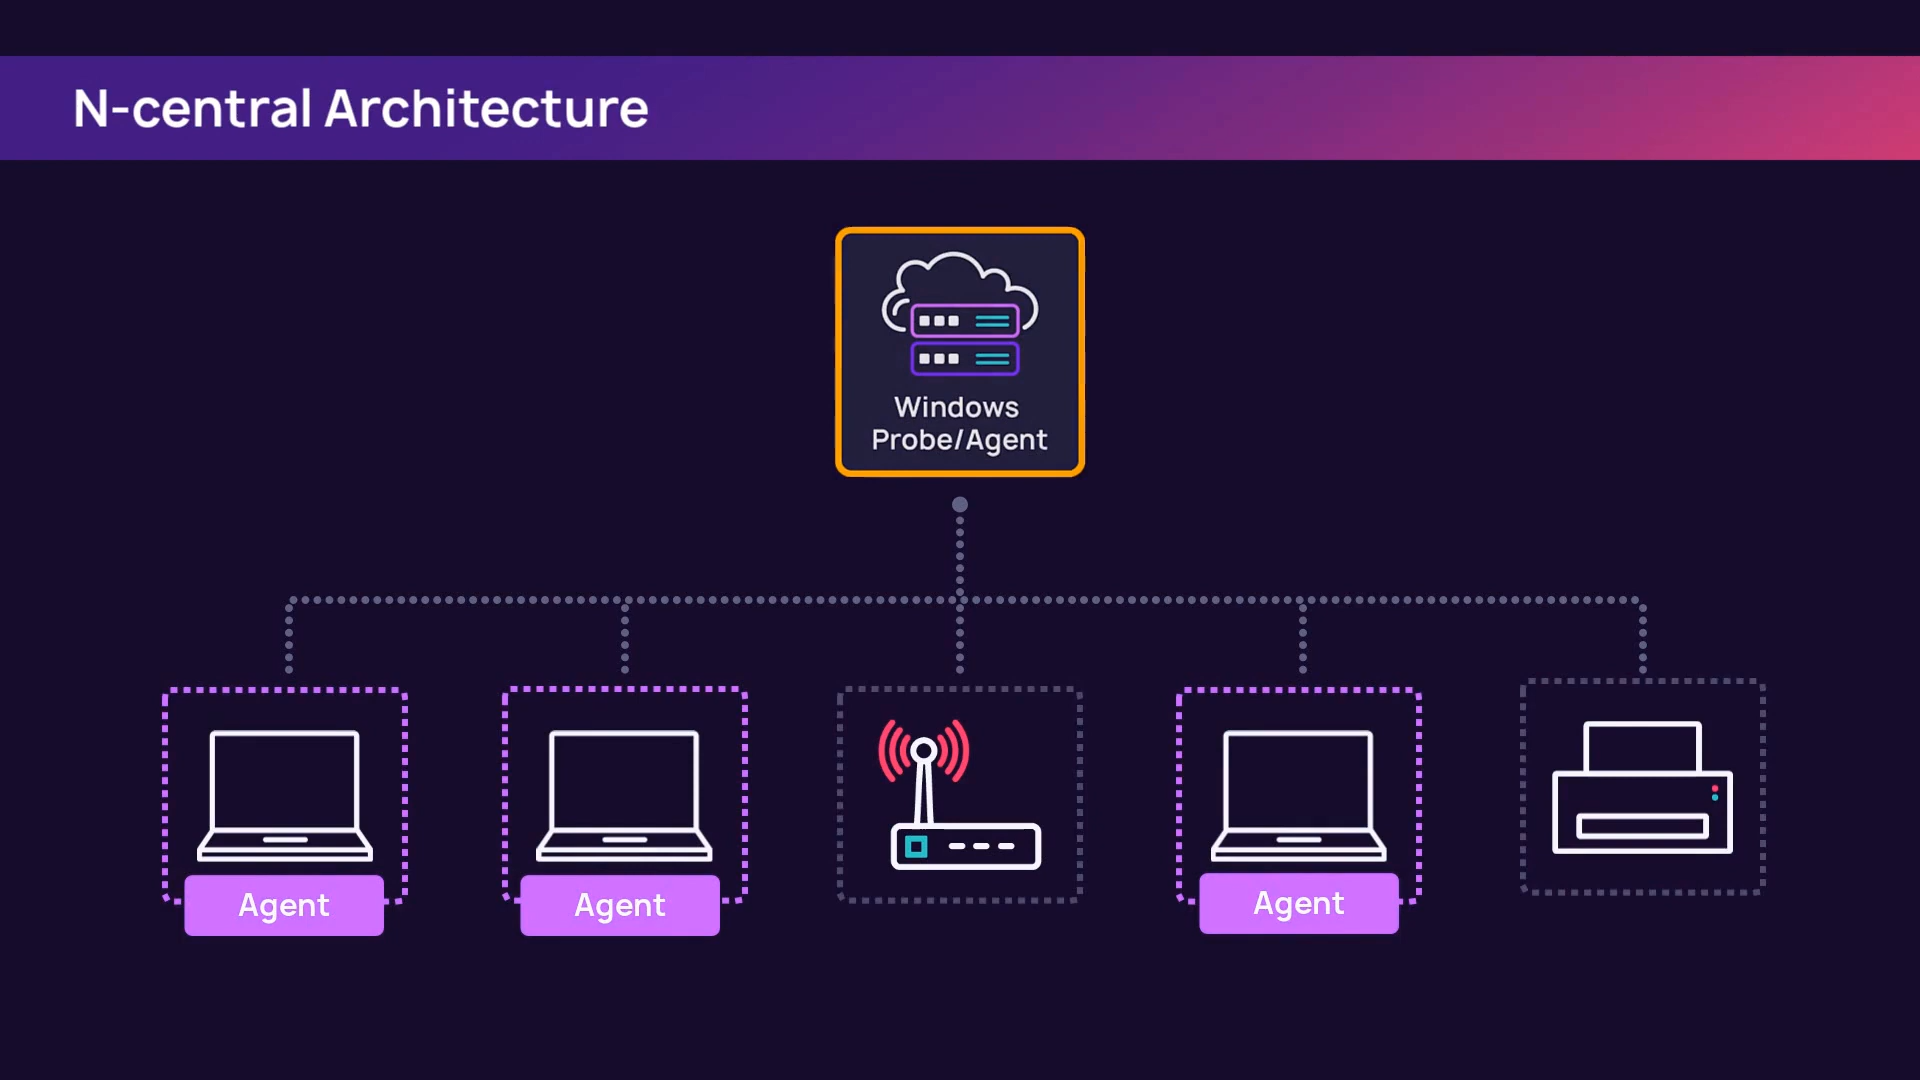 N-central Architecture
Windows
Probe/Agent
Agent
Agent
Agent